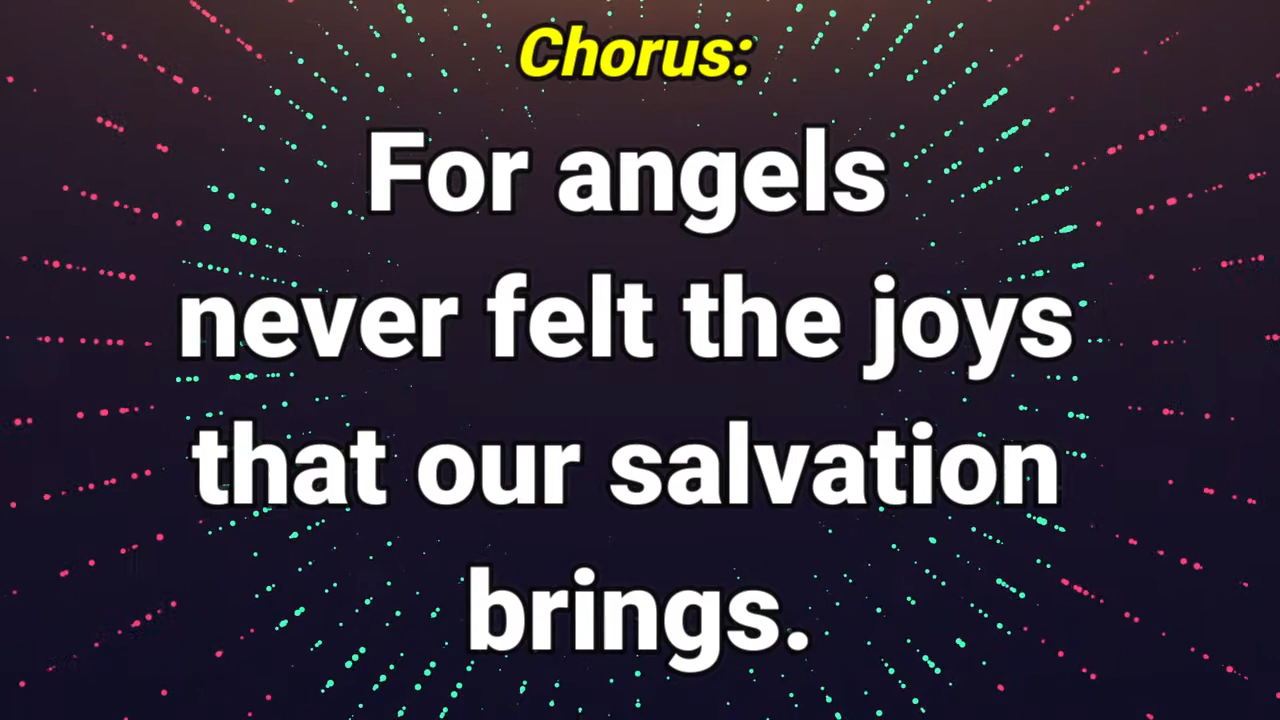 Chorus:
For angels
never felt the joys
that our salvation
brings.